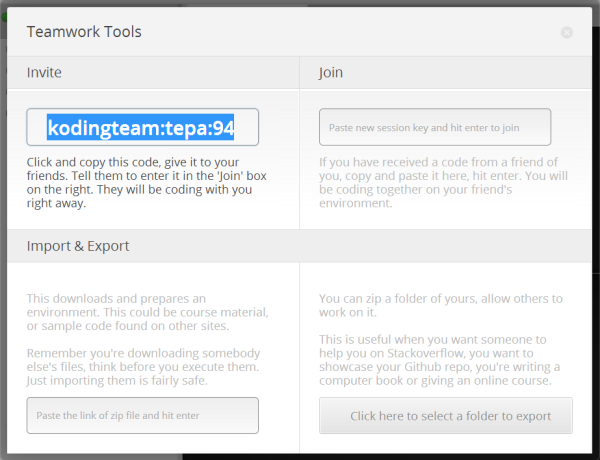 Teamwork Tools
Invite
kodingteam:tepa:94
Click and copy this code, give it to your
friends. Tell them to enter it in the 'Join' box
on the right. They will be coding with you
right away.
Join
Paste new session key and hit enter to join
If you have received a code from a friend of
you, copy and paste it here, hit enter. You will
be coding together on your friend's
environment.
Import & Export
This downloads and prepares an
environment. This could be course material,
or sample code found on other sites.
Remember you're downloading somebody
else's files, think before you execute them.
Just importing them is fairly safe.
Paste the link of zip file and hit enter
You can zip a folder of yours, allow others to
work on it.
This is useful when you want someone to
help you on Stackoverflow, you want to
showcase your Github repo, you're writing a
computer book or giving an online course.
Click here to select a folder to export